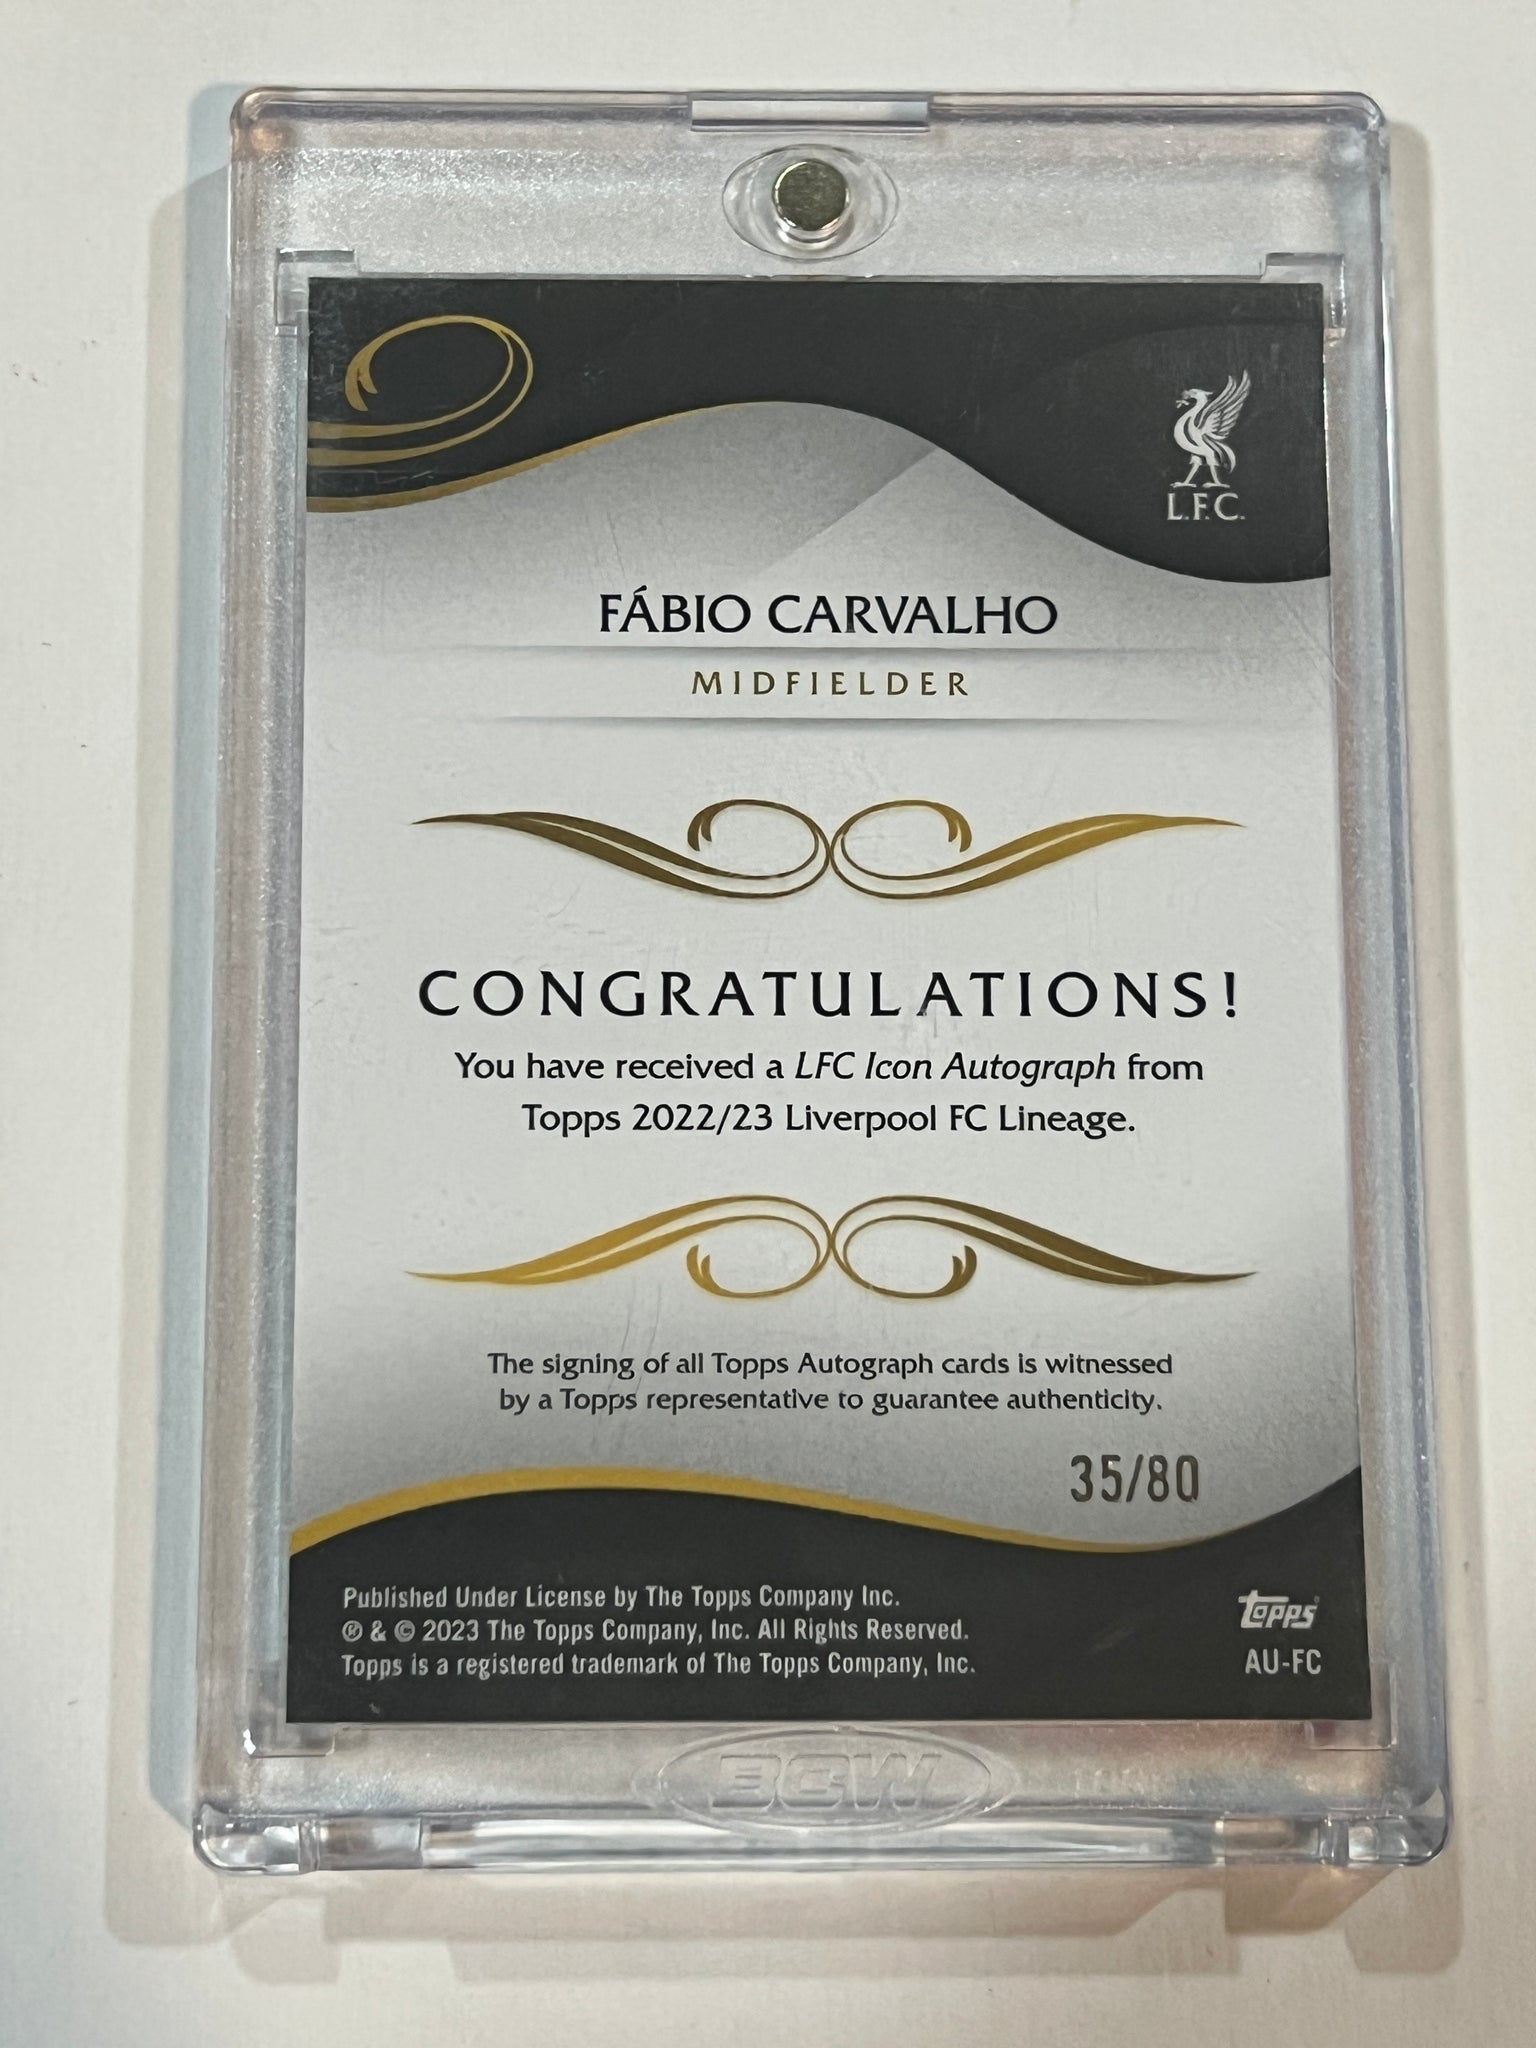 L.F.C.
FÁBIO CARVALHO
MIDFIELDER
CONGRATULATIONS!
You have received a LFC Icon Autograph from
Topps 2022/23 Liverpool FC Lineage.
The signing of all Topps Autograph cards is witnessed
by a Topps representative to guarantee authenticity.
35/80
Published Under License by The Topps Company Inc.
® & © 2023 The Topps Company, Inc. All Rights Reserved.
Topps is a registered trademark of The Topps Company, Inc.
topps
AU-FC
BCW